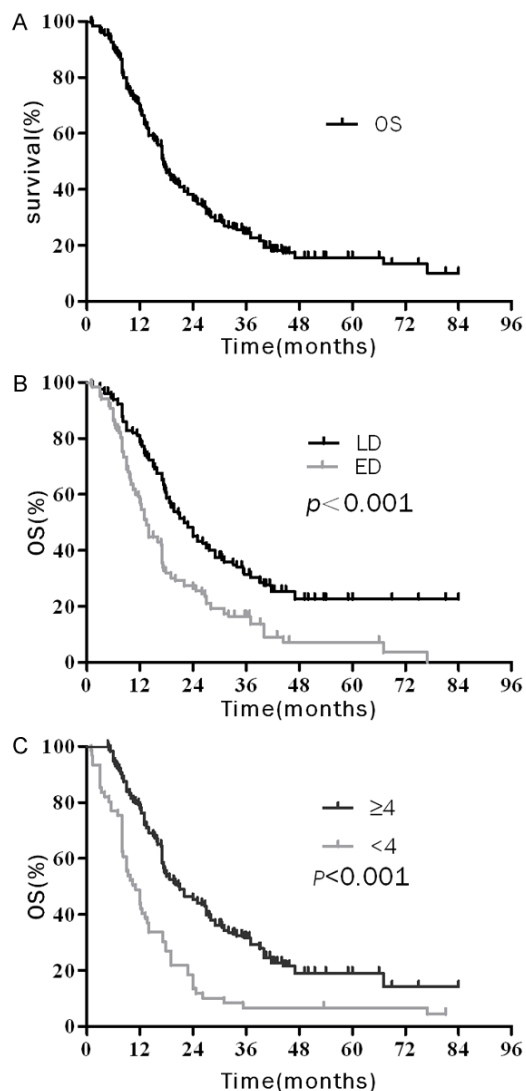 A
survival(%)
100
80
60
40
20
0
OS
0 12 24 36 48 60 72 84 96
Time(months)
B
OS(%)
100
80
60
40
20
0
LD
ED
p<0.001
0 12 24 36 48 60 72 84 96
Time(months)
C
OS(%)
100
80
60
40
20
0
≥4
<4
P<0.001
0 12 24 36 48 60 72 84 96
Time(months)